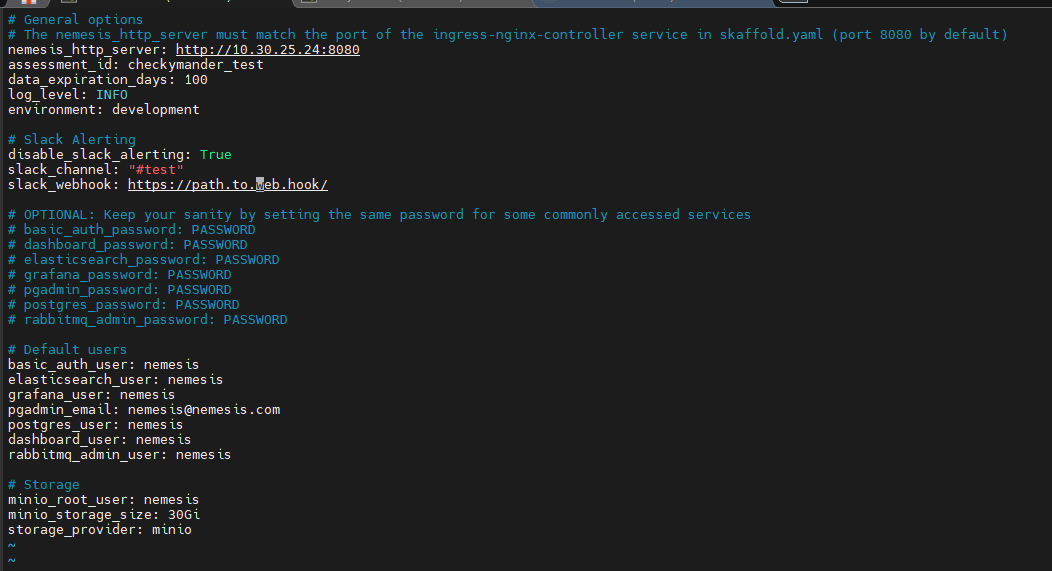 # General options
# The nemesis_http_server must match the port of the ingress-nginx-controller service in skaffold.yaml (port 8080 by default)
nemesis_http_server: http://10.30.25.24:8080
assessment_id: checkymander_test
data_expiration_days: 100
log_level: INFO
environment: development
# Slack Alerting
disable_slack_alerting: True
slack_channel: "#test"
slack_webhook: https://path.to.web.hook/
# OPTIONAL: Keep your sanity by setting the same password for some commonly accessed services
# basic_auth_password: PASSWORD
# dashboard_password: PASSWORD
# elasticsearch_password: PASSWORD
# grafana_password: PASSWORD
# pgadmin_password: PASSWORD
# postgres_password: PASSWORD
# rabbitmq_admin_password: PASSWORD
# Default users
basic_auth_user: nemesis
elasticsearch_user: nemesis
grafana_user: nemesis
pgadmin_email: nemesis@nemesis.com
postgres_user: nemesis
dashboard_user: nemesis
rabbitmq_admin_user: nemesis
# Storage
minio_root_user: nemesis
minio_storage_size: 30Gi
storage_provider: minio
~
~